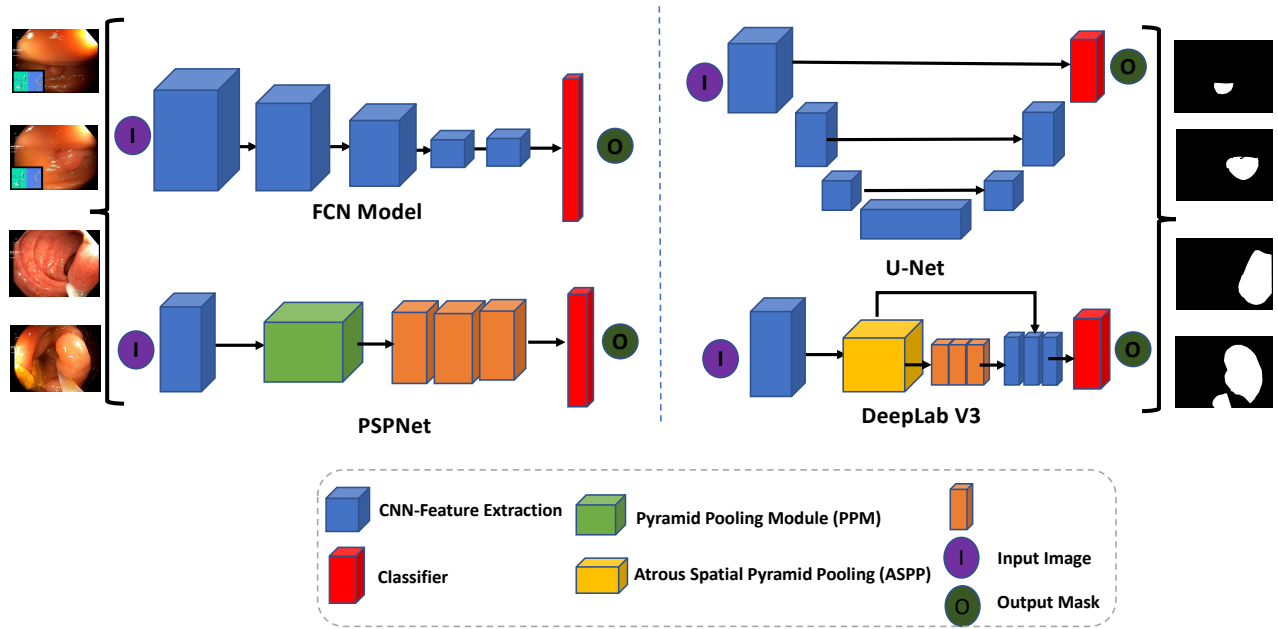 I
O
FCN Model
I
O
PSPNet
I
O
U-Net
I
O
DeepLab V3
CNN-Feature Extraction
Pyramid Pooling Module (PPM)
Classifier
Atrous Spatial Pyramid Pooling (ASPP)
I
Input Image
O
Output Mask